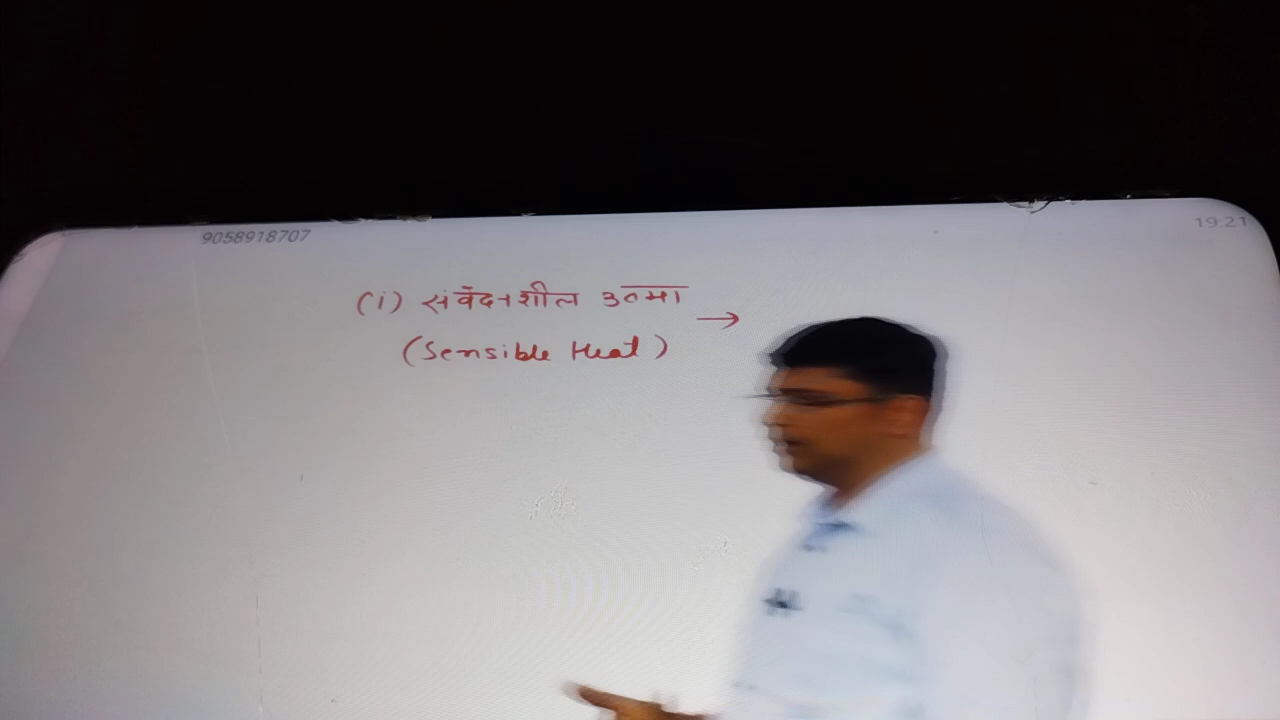 9058918707
19:21
(i) संवेदनशील ऊष्मा →
(Sensible Heat)